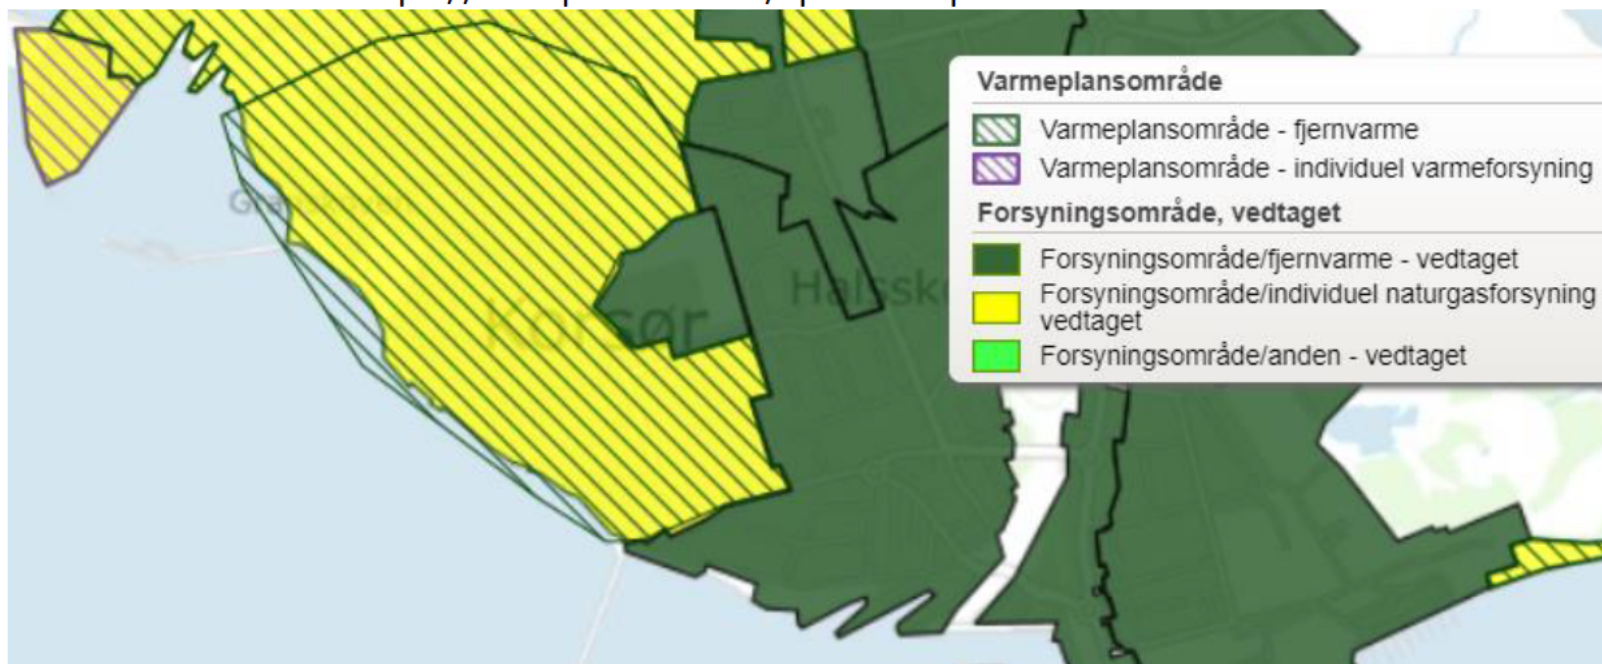 Varmeplansområde
Varmeplansområde - fjernvarme
Varmeplansområde - individuel varmeforsyning
Forsyningsområde, vedtaget
Forsyningsområde/fjernvarme - vedtaget
Forsyningsområde/individuel naturgasforsyning
vedtaget
Forsyningsområde/anden - vedtaget
Halssk
Korsør